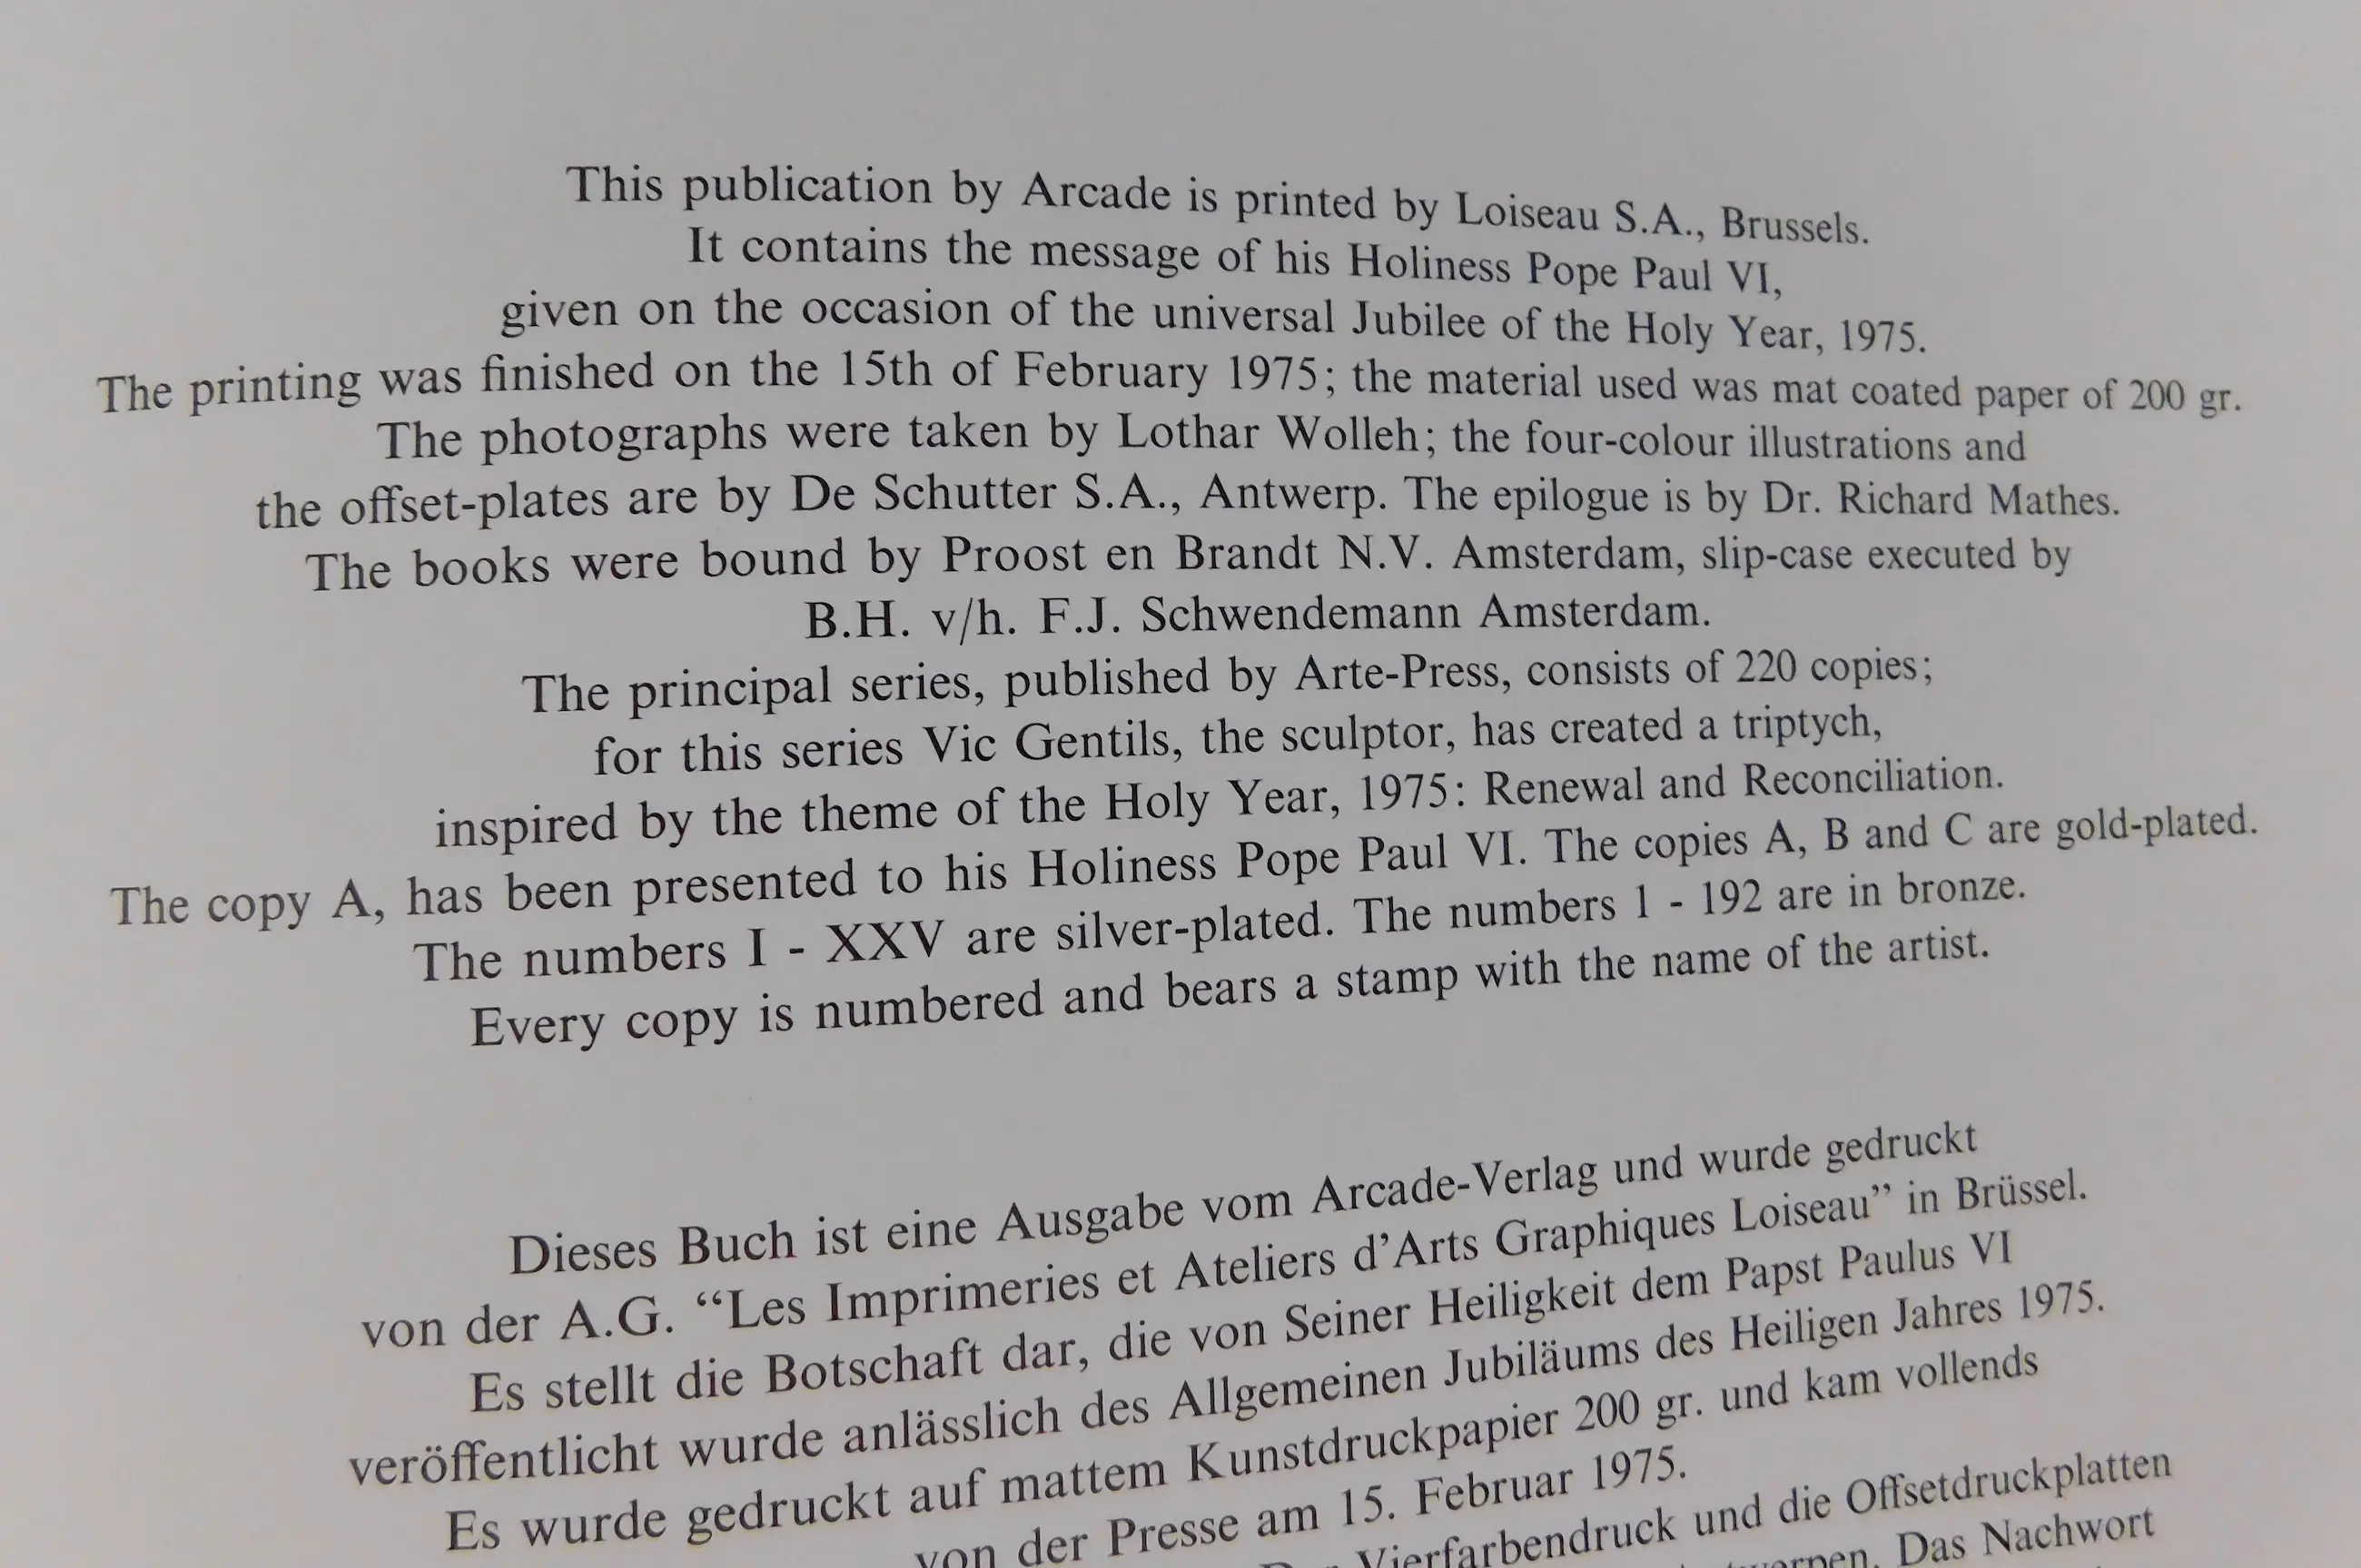 This publication by Arcade is printed by Loiseau S.A., Brussels.
It contains the message of his Holiness Pope Paul VI,
given on the occasion of the universal Jubilee of the Holy Year, 1975.
The printing was finished on the 15th of February 1975; the material used was mat coated paper of 200 gr.
The photographs were taken by Lothar Wolleh; the four-colour illustrations and
the offset-plates are by De Schutter S.A., Antwerp. The epilogue is by Dr. Richard Mathes.
The books were bound by Proost en Brandt N.V. Amsterdam, slip-case executed by
B.H. v/h. F.J. Schwendemann Amsterdam.
The principal series, published by Arte-Press, consists of 220 copies;
for this series Vic Gentils, the sculptor, has created a triptych,
inspired by the theme of the Holy Year, 1975: Renewal and Reconciliation.
The copy A, has been presented to his Holiness Pope Paul VI. The copies A, B and C are gold-plated.
The numbers I - XXV are silver-plated. The numbers 1 - 192 are in bronze.
Every copy is numbered and bears a stamp with the name of the artist.
Dieses Buch ist eine Ausgabe vom Arcade-Verlag und wurde gedruckt
von der A.G. “Les Imprimeries et Ateliers d’Arts Graphiques Loiseau” in Brüssel.
Es stellt die Botschaft dar, die von Seiner Heiligkeit dem Papst Paulus VI
veröffentlicht wurde anlässlich des Allgemeinen Jubiläums des Heiligen Jahres 1975.
Es wurde gedruckt auf mattem Kunstdruckpapier 200 gr. und kam vollends
von der Presse am 15. Februar 1975.
Vierfarbendruck und die Offsetdruckplatten
Das Nachwort